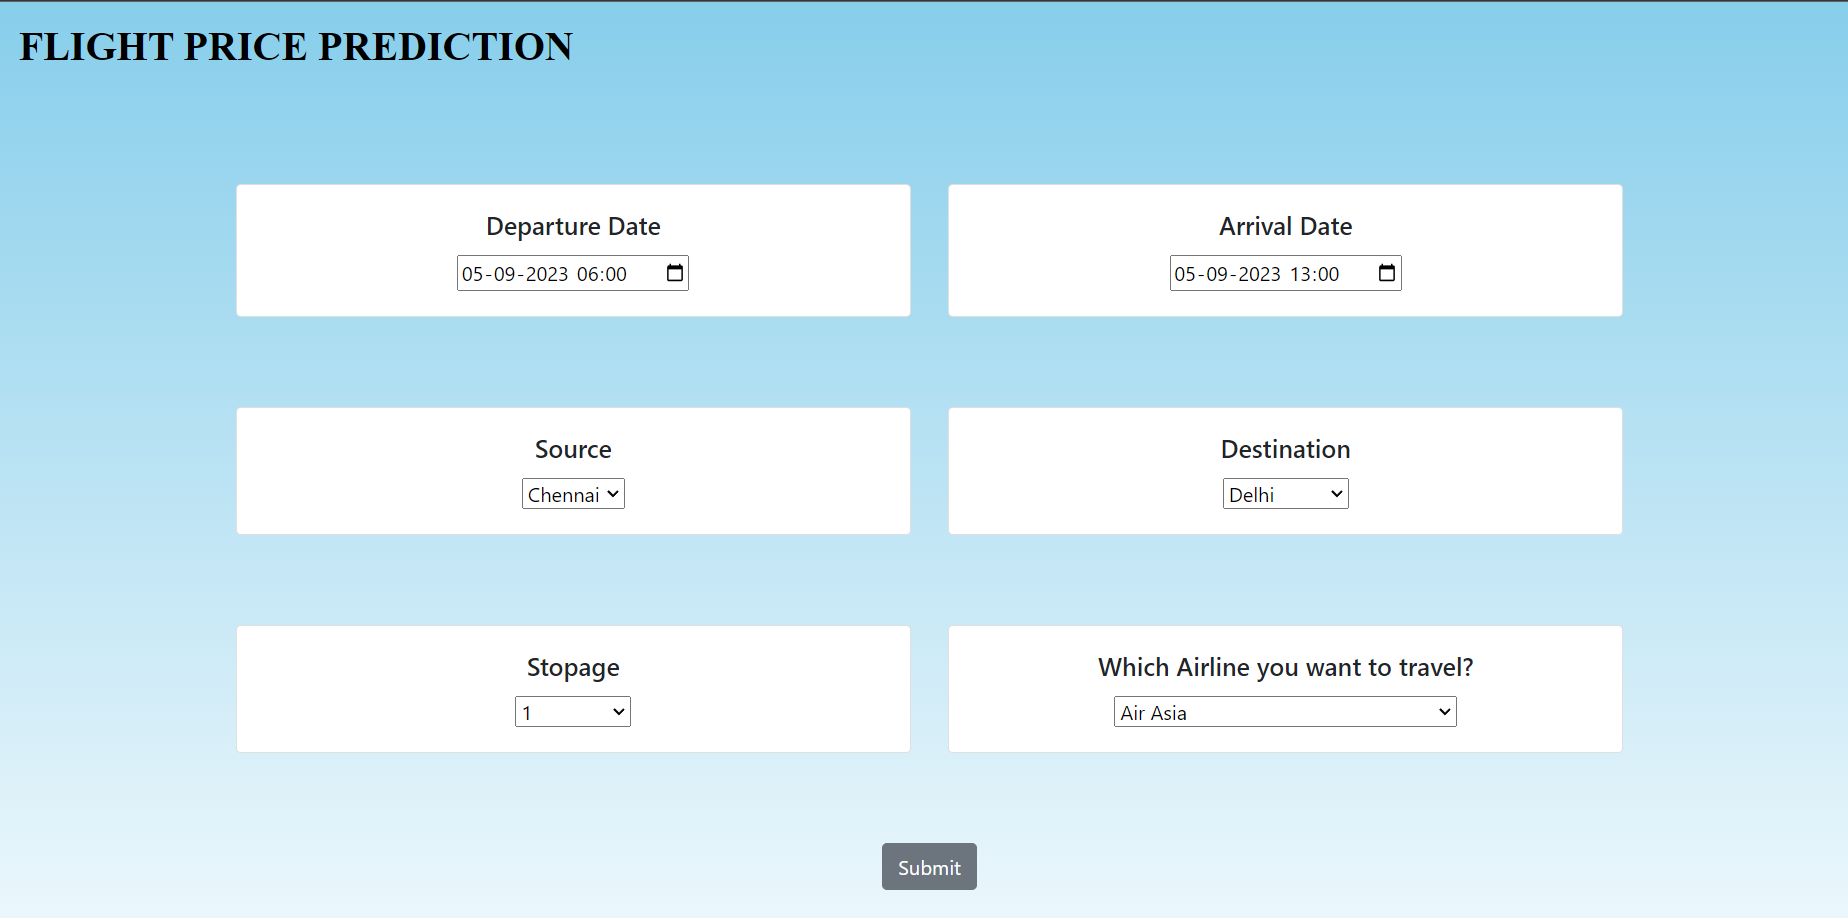 FLIGHT PRICE PREDICTION
Departure Date
05-09-2023 06:00
Arrival Date
05-09-2023 13:00
Source
Chennai
Destination
Delhi
Stopage
1
Which Airline you want to travel?
Air Asia
Submit